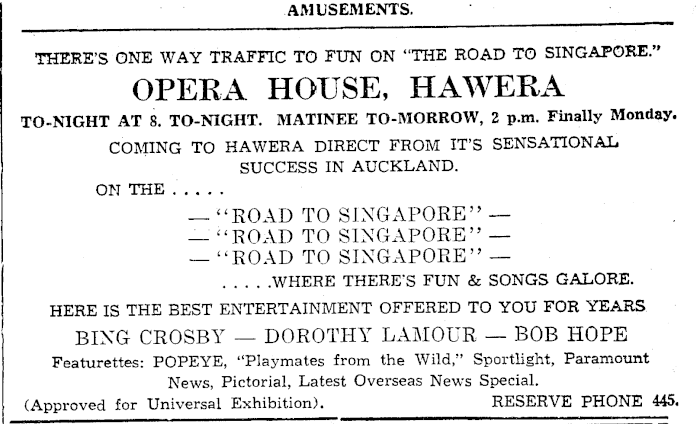 AMUSEMENTS.
THERE'S ONE WAY TRAFFIC TO FUN ON "THE ROAD TO SINGAPORE."
OPERA HOUSE, HAWERA
TO-NIGHT AT 8. TO-NIGHT. MATINEE TO-MORROW, 2 p.m. Finally Monday.
COMING TO HAWERA DIRECT FROM IT'S SENSATIONAL
SUCCESS IN AUCKLAND.
ON THE .....
— "ROAD TO SINGAPORE" —
— "ROAD TO SINGAPORE" —
— "ROAD TO SINGAPORE" —
.....WHERE THERE'S FUN & SONGS GALORE.
HERE IS THE BEST ENTERTAINMENT OFFERED TO YOU FOR YEARS
BING CROSBY — DOROTHY LAMOUR — BOB HOPE
Featurettes: POPEYE, "Playmates from the Wild," Sportlight, Paramount
News, Pictorial, Latest Overseas News Special.
(Approved for Universal Exhibition). RESERVE PHONE 445.